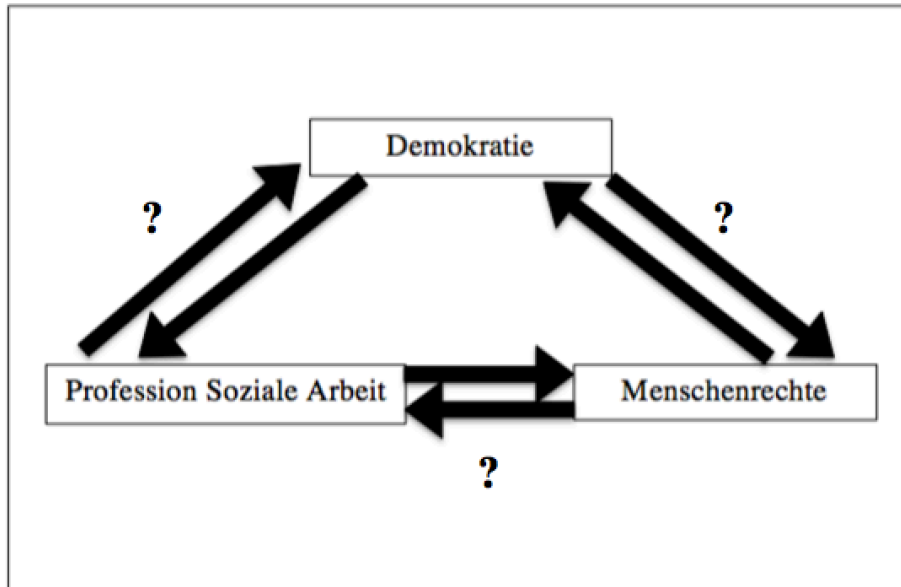 Demokratie
?
?
Profession Soziale Arbeit
Menschenrechte
?